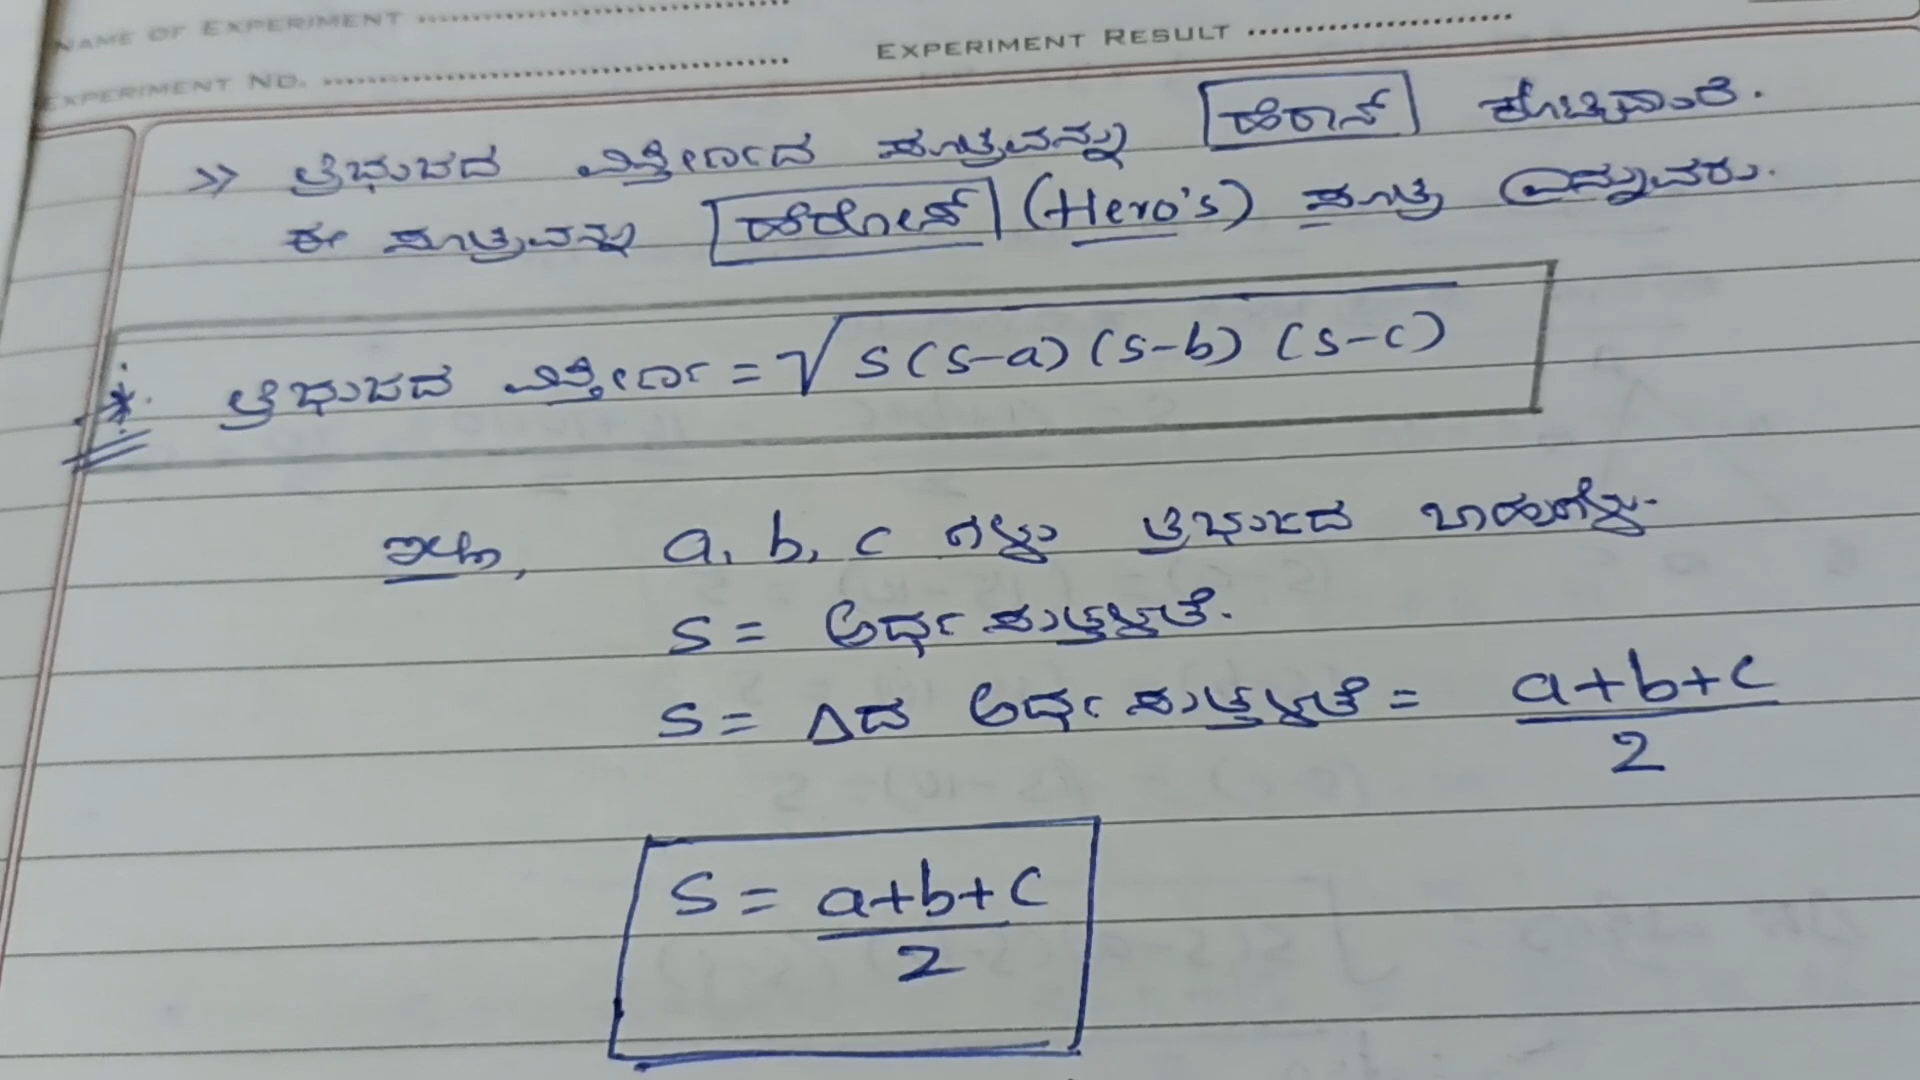 NAME OF EXPERIMENT
EXPERIMENT NO. EXPERIMENT RESULT
>> ತ್ರಿಭುಜದ ವಿಸ್ತೀರ್ಣದ ಸೂತ್ರವನ್ನು ಹೆರಾನ್ ಕೊಟ್ಟಿದ್ದಾರೆ.
ಈ ಸೂತ್ರವನ್ನು ಹೆರೋನ್ (Hero's) ಸೂತ್ರ ಎನ್ನುವರು.
* ತ್ರಿಭುಜದ ವಿಸ್ತೀರ್ಣ = √s(s-a)(s-b)(s-c)
ಇಲ್ಲಿ, a, b, c ಗಳು ತ್ರಿಭುಜದ ಬಾಹುಗಳು.
S = ಅರ್ಧ ಸುತ್ತಳತೆ.
S = Δದ ಅರ್ಧ ಸುತ್ತಳತೆ = a+b+c
2
S = a+b+c
2